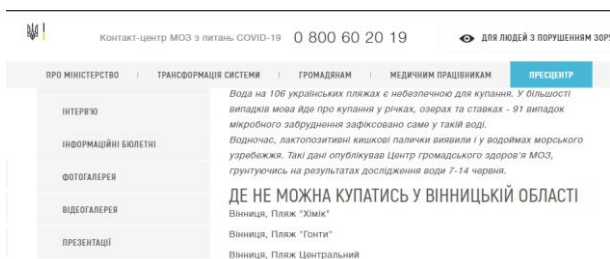 Контакт-центр МОЗ з питань COVID-19 0 800 60 20 19 ДЛЯ ЛЮДЕЙ З ПОРУШЕННЯМ ЗОРУ
ПРО МІНІСТЕРСТВО ТРАНСФОРМАЦІЯ СИСТЕМИ ГРОМАДЯНАМ МЕДИЧНИМ ПРАЦІВНИКАМ ПРЕСЦЕНТР
ІНТЕРВ'Ю
ІНФОРМАЦІЙНІ БЮЛЕТНІ
ФОТОГАЛЕРЕЯ
ВІДЕОГАЛЕРЕЯ
ПРЕЗЕНТАЦІЇ
Вода на 106 українських пляжах є небезпечною для купання. У більшості
випадків мова йде про купання у річках, озерах та ставках - 91 випадок
мікробного забруднення зафіксовано саме у такій воді.
Водночас, лактопозитивні кишкові палички виявили і у водоймах морського
узребежжя. Такі дані опублікував Центр громадського здоров'я МОЗ,
грунтуючись на результатах дослідження води 7-14 червня.
ДЕ НЕ МОЖНА КУПАТИСЬ У ВІННИЦЬКІЙ ОБЛАСТІ
Вінниця, Пляж "Хімік"
Вінниця, Пляж "Гонти"
Вінниця, Пляж Центральний